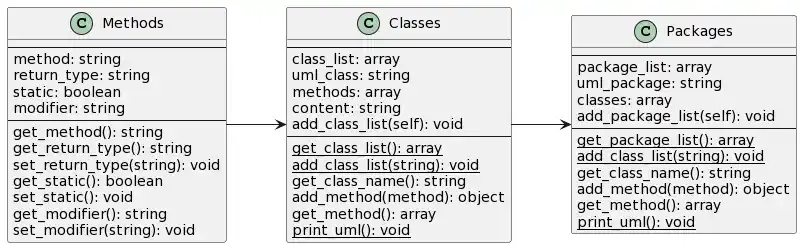 C Methods
method: string
return_type: string
static: boolean
modifier: string
get_method(): string
get_return_type(): string
set_return_type(string): void
get_static(): boolean
set_static(): void
get_modifier(): string
set_modifier(string): void
C Classes
class_list: array
uml_class: string
methods: array
content: string
add_class_list(self): void
get_class_list(): array
add_class_list(string): void
get_class_name(): string
add_method(method): object
get_method(): array
print_uml(): void
C Packages
package_list: array
uml_package: string
classes: array
add_package_list(self): void
get_package_list(): array
add_class_list(string): void
get_class_name(): string
add_method(method): object
get_method(): array
print_uml(): void